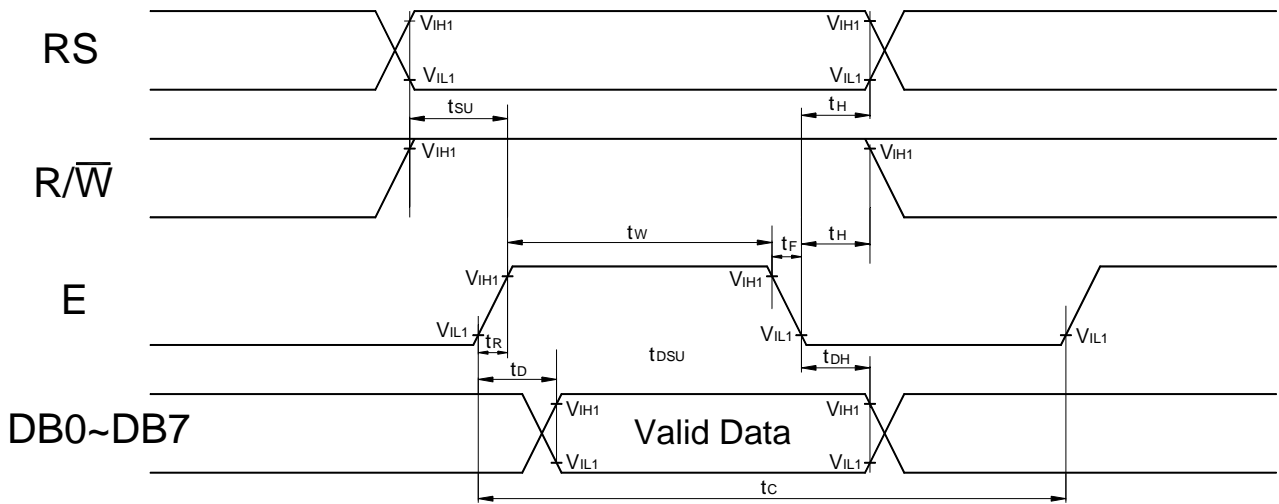 RS
VIH1
VIH1
VIL1
VIL1
tSU
tH
R/W̅
VIH1
VIH1
tW
tF
tH
E
VIH1
VIH1
VIL1
VIL1
VIL1
tR
tD
tDSU
tDH
DB0~DB7
VIH1
VIH1
Valid Data
VIL1
VIL1
tC